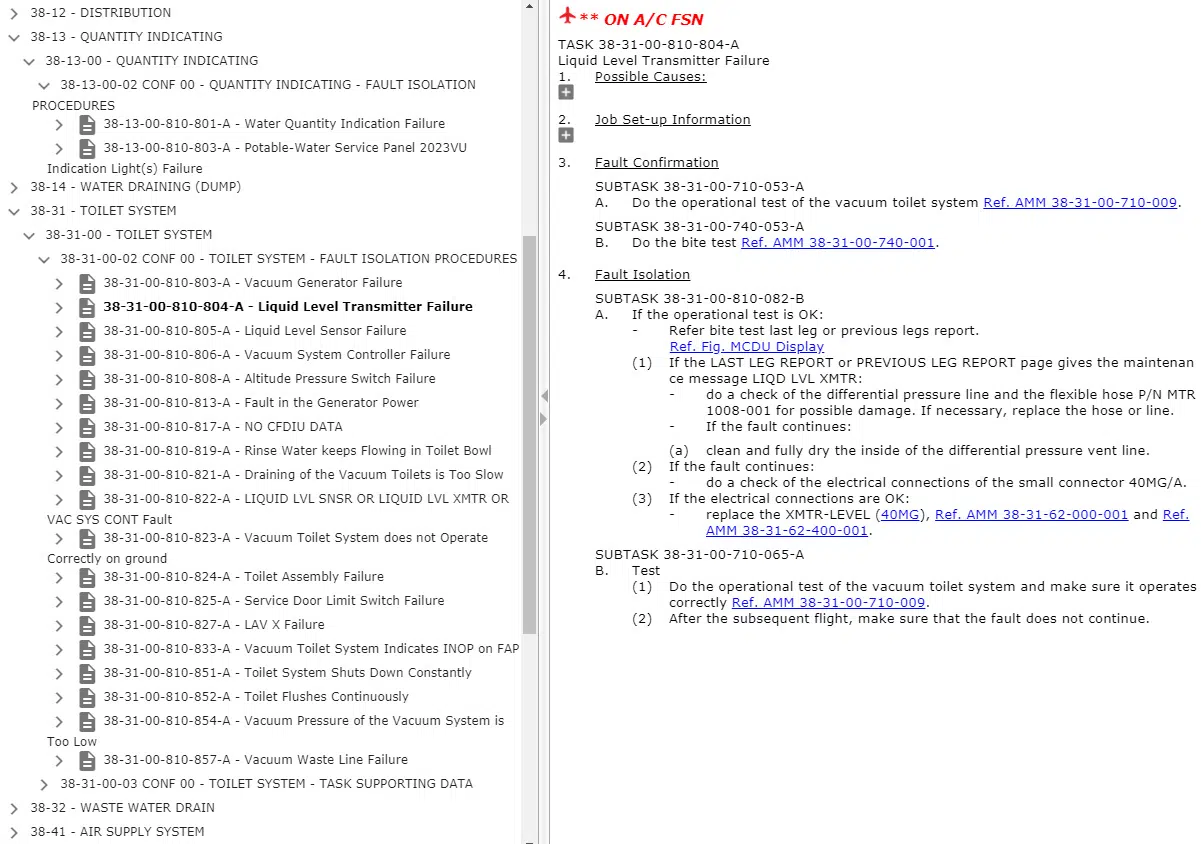 38-12 - DISTRIBUTION
38-13 - QUANTITY INDICATING
38-13-00 - QUANTITY INDICATING
38-13-00-02 CONF 00 - QUANTITY INDICATING - FAULT ISOLATION
PROCEDURES
38-13-00-810-801-A - Water Quantity Indication Failure
38-13-00-810-803-A - Potable-Water Service Panel 2023VU
Indication Light(s) Failure
38-14 - WATER DRAINING (DUMP)
38-31 - TOILET SYSTEM
38-31-00 - TOILET SYSTEM
38-31-00-02 CONF 00 - TOILET SYSTEM - FAULT ISOLATION PROCEDURES
38-31-00-810-803-A - Vacuum Generator Failure
38-31-00-810-804-A - Liquid Level Transmitter Failure
38-31-00-810-805-A - Liquid Level Sensor Failure
38-31-00-810-806-A - Vacuum System Controller Failure
38-31-00-810-808-A - Altitude Pressure Switch Failure
38-31-00-810-813-A - Fault in the Generator Power
38-31-00-810-817-A - NO CFDIU DATA
38-31-00-810-819-A - Rinse Water keeps Flowing in Toilet Bowl
38-31-00-810-821-A - Draining of the Vacuum Toilets is Too Slow
38-31-00-810-822-A - LIQUID LVL SNSR OR LIQUID LVL XMTR OR
VAC SYS CONT Fault
38-31-00-810-823-A - Vacuum Toilet System does not Operate
Correctly on ground
38-31-00-810-824-A - Toilet Assembly Failure
38-31-00-810-825-A - Service Door Limit Switch Failure
38-31-00-810-827-A - LAV X Failure
38-31-00-810-833-A - Vacuum Toilet System Indicates INOP on FAP
38-31-00-810-851-A - Toilet System Shuts Down Constantly
38-31-00-810-852-A - Toilet Flushes Continuously
38-31-00-810-854-A - Vacuum Pressure of the Vacuum System is
Too Low
38-31-00-810-857-A - Vacuum Waste Line Failure
38-31-00-03 CONF 00 - TOILET SYSTEM - TASK SUPPORTING DATA
38-32 - WASTE WATER DRAIN
38-41 - AIR SUPPLY SYSTEM
** ON A/C FSN
TASK 38-31-00-810-804-A
Liquid Level Transmitter Failure
1. Possible Causes:
2. Job Set-up Information
3. Fault Confirmation
SUBTASK 38-31-00-710-053-A
A. Do the operational test of the vacuum toilet system Ref. AMM 38-31-00-710-009.
SUBTASK 38-31-00-740-053-A
B. Do the bite test Ref. AMM 38-31-00-740-001.
4. Fault Isolation
SUBTASK 38-31-00-810-082-B
A. If the operational test is OK:
- Refer bite test last leg or previous legs report.
Ref. Fig. MCDU Display
(1) If the LAST LEG REPORT or PREVIOUS LEG REPORT page gives the maintenan
ce message LIQD LVL XMTR:
- do a check of the differential pressure line and the flexible hose P/N MTR
1008-001 for possible damage. If necessary, replace the hose or line.
- If the fault continues:
(a) clean and fully dry the inside of the differential pressure vent line.
(2) If the fault continues:
- do a check of the electrical connections of the small connector 40MG/A.
(3) If the electrical connections are OK:
- replace the XMTR-LEVEL (40MG), Ref. AMM 38-31-62-000-001 and Ref.
AMM 38-31-62-400-001.
SUBTASK 38-31-00-710-065-A
B. Test
(1) Do the operational test of the vacuum toilet system and make sure it operates
correctly Ref. AMM 38-31-00-710-009.
(2) After the subsequent flight, make sure that the fault does not continue.